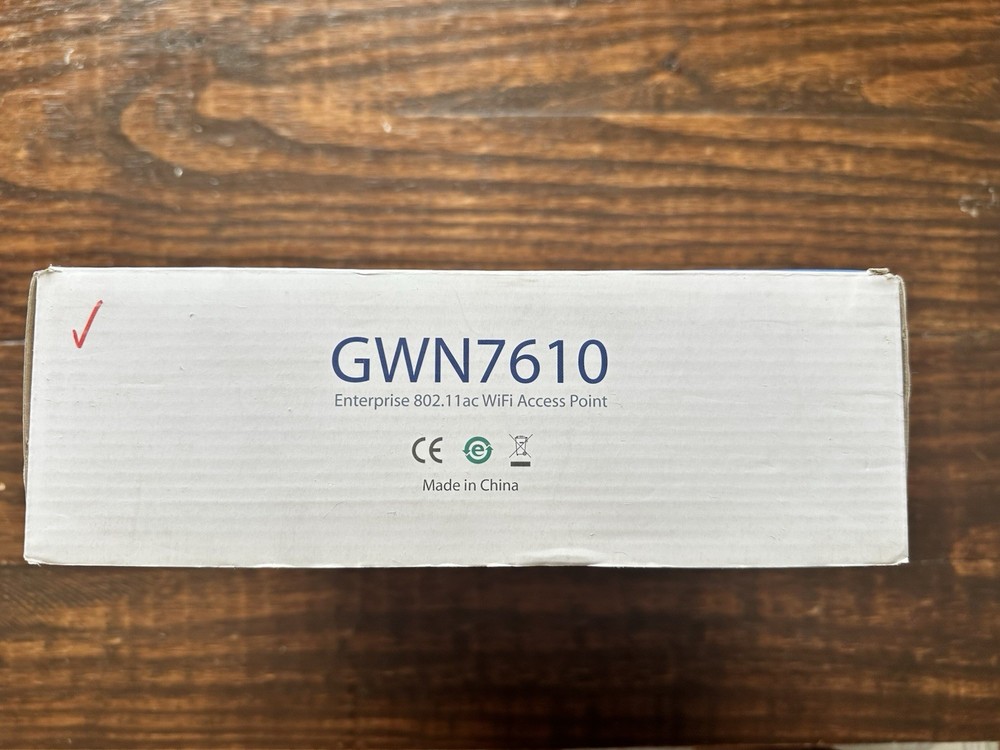 GWN7610
Enterprise 802.11ac WiFi Access Point
CE e
Made in China